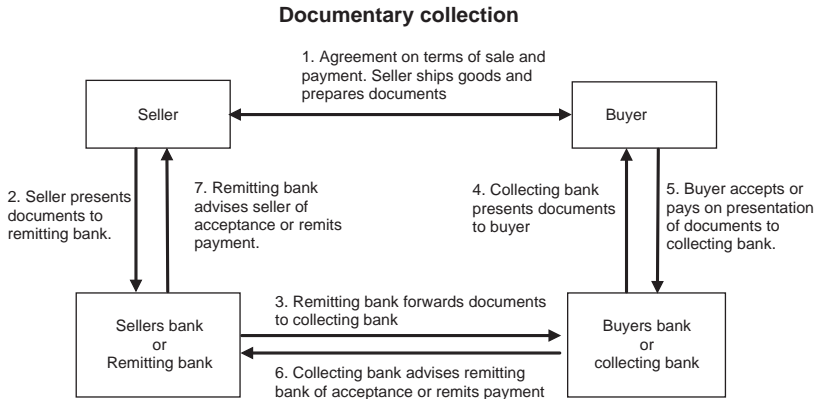 Documentary collection
1. Agreement on terms of sale and
payment. Seller ships goods and
prepares documents
Seller
Buyer
2. Seller presents
documents to
remitting bank.
7. Remitting bank
advises seller of
acceptance or remits
payment.
4. Collecting bank
presents documents
to buyer
5. Buyer accepts or
pays on presentation
of documents to
collecting bank.
Sellers bank
or
Remitting bank
3. Remitting bank forwards documents
to collecting bank
Buyers bank
or
collecting bank
6. Collecting bank advises remitting
bank of acceptance or remits payment